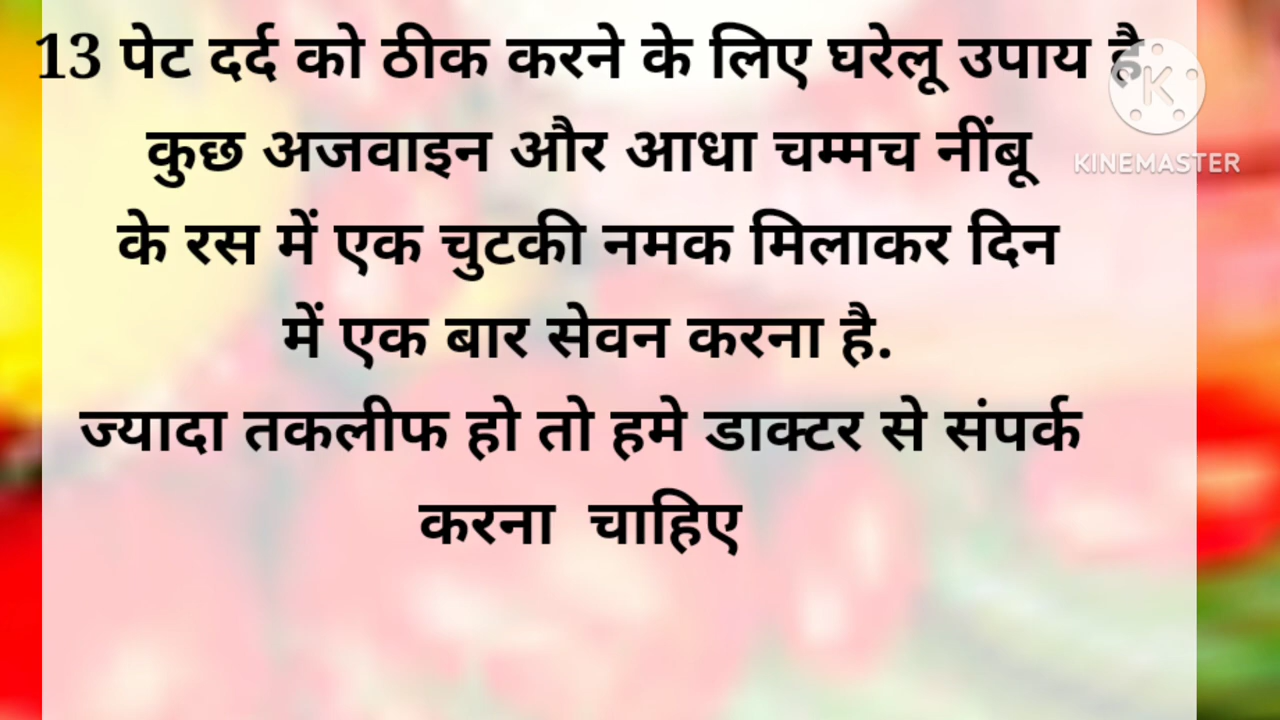 13 पेट दर्द को ठीक करने के लिए घरेलू उपाय है
कुछ अजवाइन और आधा चम्मच नींबू
के रस में एक चुटकी नमक मिलाकर दिन
में एक बार सेवन करना है.
ज्यादा तकलीफ हो तो हमे डाक्टर से संपर्क
करना चाहिए
K
KINEMASTER